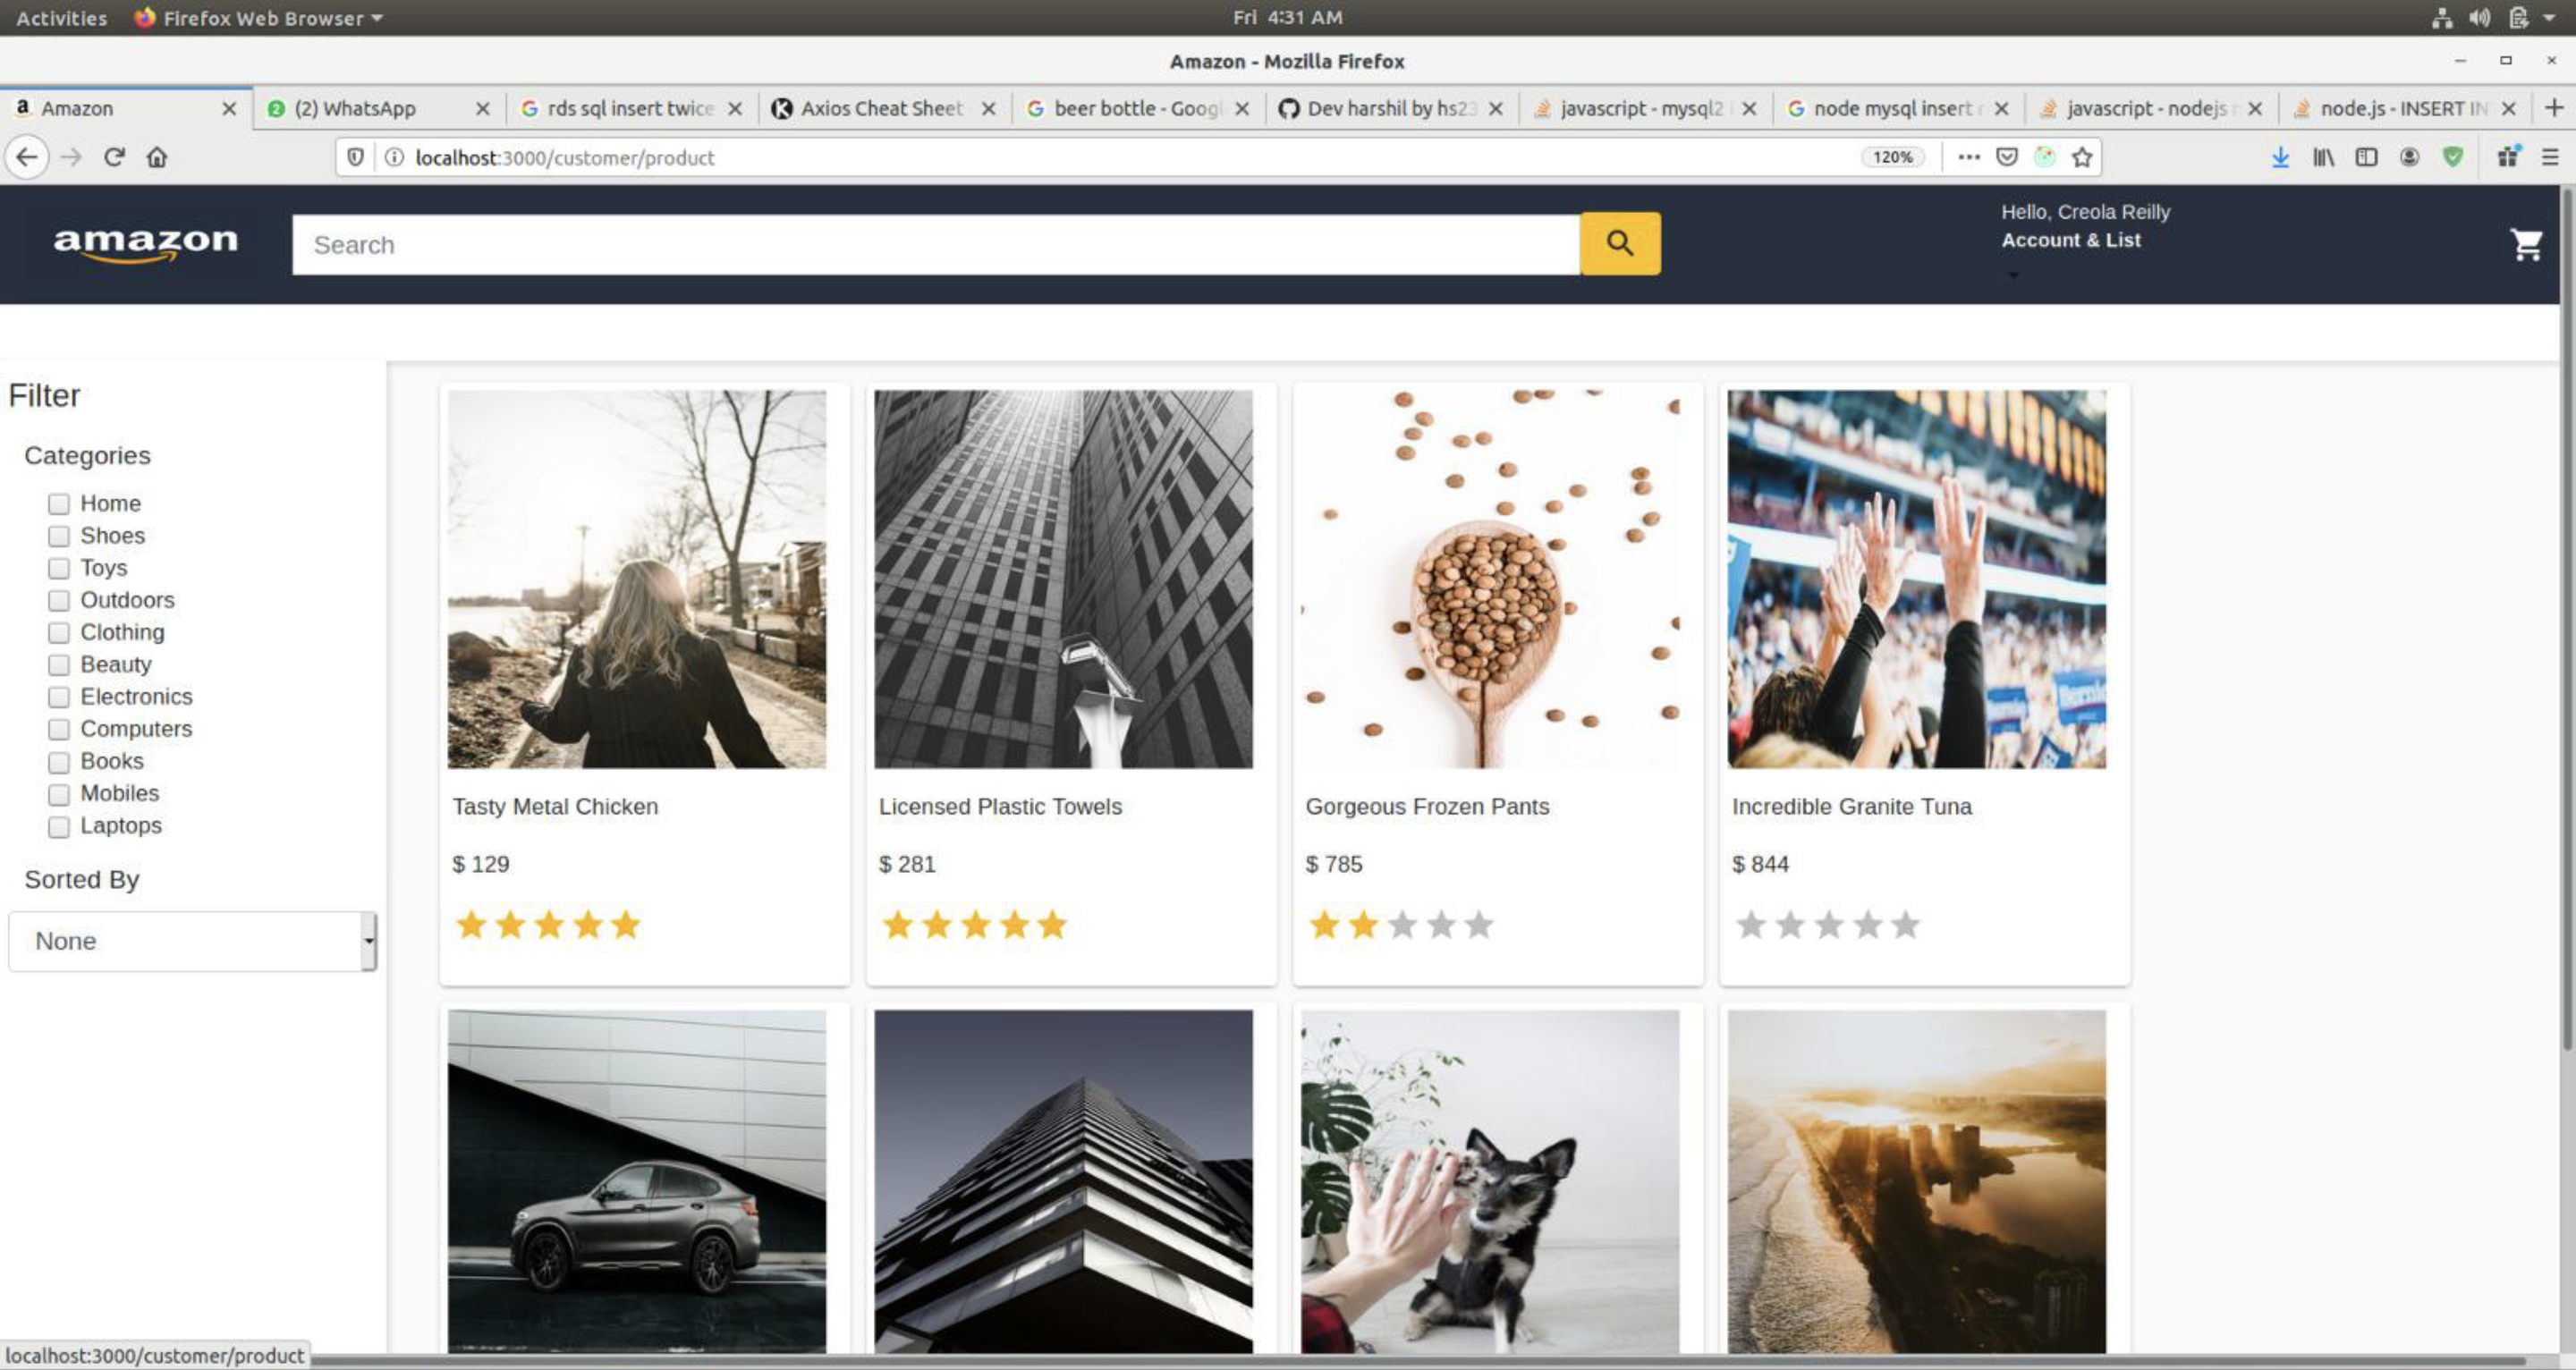 Activities Firefox Web Browser Fri 4:31 AM
Amazon - Mozilla Firefox
a Amazon 2 (2) WhatsApp G rds sql insert twice K Axios Cheat Sheet G beer bottle - Googl Dev harshil by hs23 javascript - mysql2 G node mysql insert javascript - nodejs node.js - INSERT IN
localhost:3000/customer/product 120%
amazon Search
Hello, Creola Reilly
Account & List
Filter
Categories
Home
Shoes
Toys
Outdoors
Clothing
Beauty
Electronics
Computers
Books
Mobiles
Laptops
Sorted By
None
Tasty Metal Chicken
$ 129
Licensed Plastic Towels
$ 281
Gorgeous Frozen Pants
$ 785
Incredible Granite Tuna
$ 844
localhost:3000/customer/product